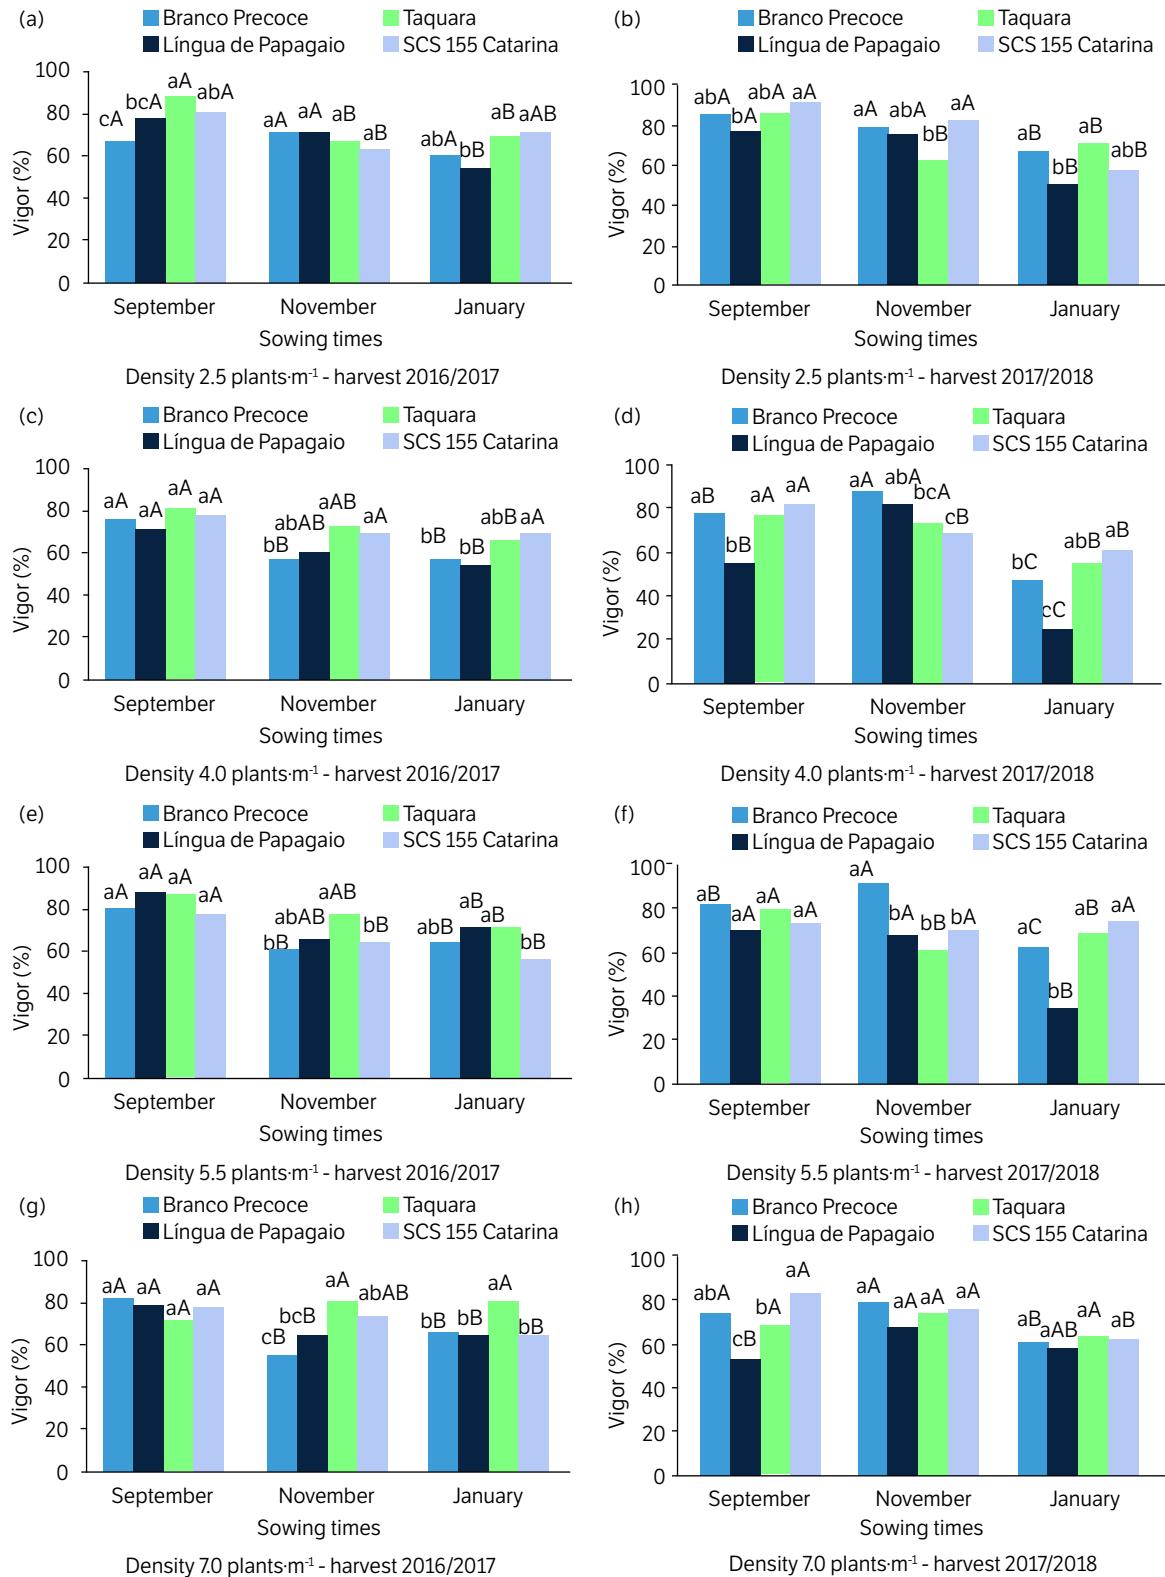 (a)
Branco Precoce Taquara
Língua de Papagaio SCS 155 Catarina
Vigor (%)
100
80
60
40
20
0
cA bcA aA abA
aA aA aB aB
abA bB aB aAB
September November January
Sowing times
Density 2.5 plants·m⁻¹ - harvest 2016/2017
(b)
Branco Precoce Taquara
Língua de Papagaio SCS 155 Catarina
Vigor (%)
100
80
60
40
20
0
abA bA abA aA
aA abA bB aA
aB bB aB abB
September November January
Sowing times
Density 2.5 plants·m⁻¹ - harvest 2017/2018
(c)
Branco Precoce Taquara
Língua de Papagaio SCS 155 Catarina
Vigor (%)
100
80
60
40
20
0
aA aA aA aA
bB abAB aAB aA
bB bB abB aA
September November January
Sowing times
Density 4.0 plants·m⁻¹ - harvest 2016/2017
(d)
Branco Precoce Taquara
Língua de Papagaio SCS 155 Catarina
Vigor (%)
100
80
60
40
20
0
aB bB aA aA
aA abA bcA cB
bC cC abB aB
September November January
Sowing times
Density 4.0 plants·m⁻¹ - harvest 2017/2018
(e)
Branco Precoce Taquara
Língua de Papagaio SCS 155 Catarina
Vigor (%)
100
80
60
40
20
0
aA aA aA aA
bB abAB aAB bB
abB aB aB bB
September November January
Sowing times
Density 5.5 plants·m⁻¹ - harvest 2016/2017
(f)
Branco Precoce Taquara
Língua de Papagaio SCS 155 Catarina
Vigor (%)
100
80
60
40
20
0
aB aA aA aA
aA bA bB bA
aC bB aB aA
September November January
Sowing times
Density 5.5 plants·m⁻¹ - harvest 2017/2018
(g)
Branco Precoce Taquara
Língua de Papagaio SCS 155 Catarina
Vigor (%)
100
80
60
40
20
0
aA aA aA aA
cB bcB aA abAB
bB bB aA bB
September November January
Sowing times
Density 7.0 plants·m⁻¹ - harvest 2016/2017
(h)
Branco Precoce Taquara
Língua de Papagaio SCS 155 Catarina
Vigor (%)
100
80
60
40
20
0
abA cB bA aA
aA aA aA aA
aB aAB aA aB
September November January
Sowing times
Density 7.0 plants·m⁻¹ - harvest 2017/2018